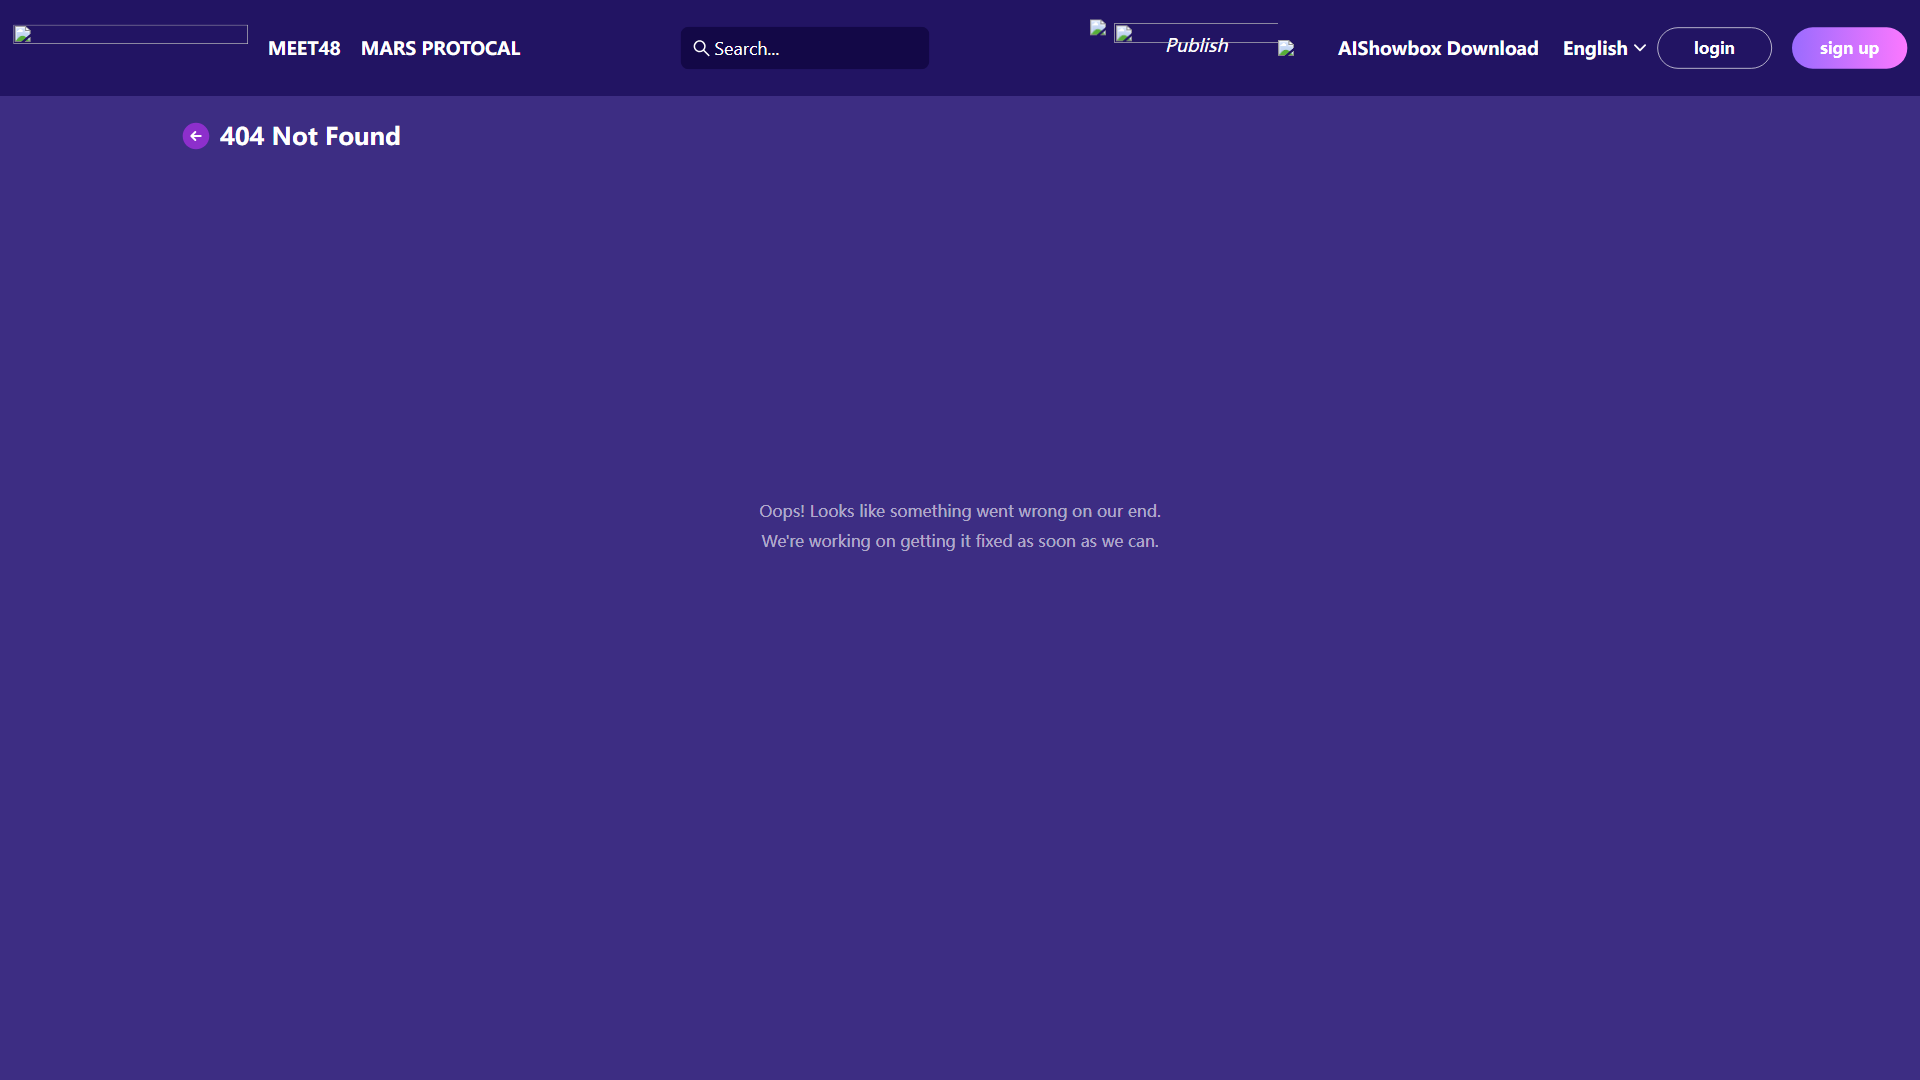 MEET48 MARS PROTOCAL Search... Publish AIShowbox Download English login sign up
404 Not Found
Oops! Looks like something went wrong on our end.
We're working on getting it fixed as soon as we can.